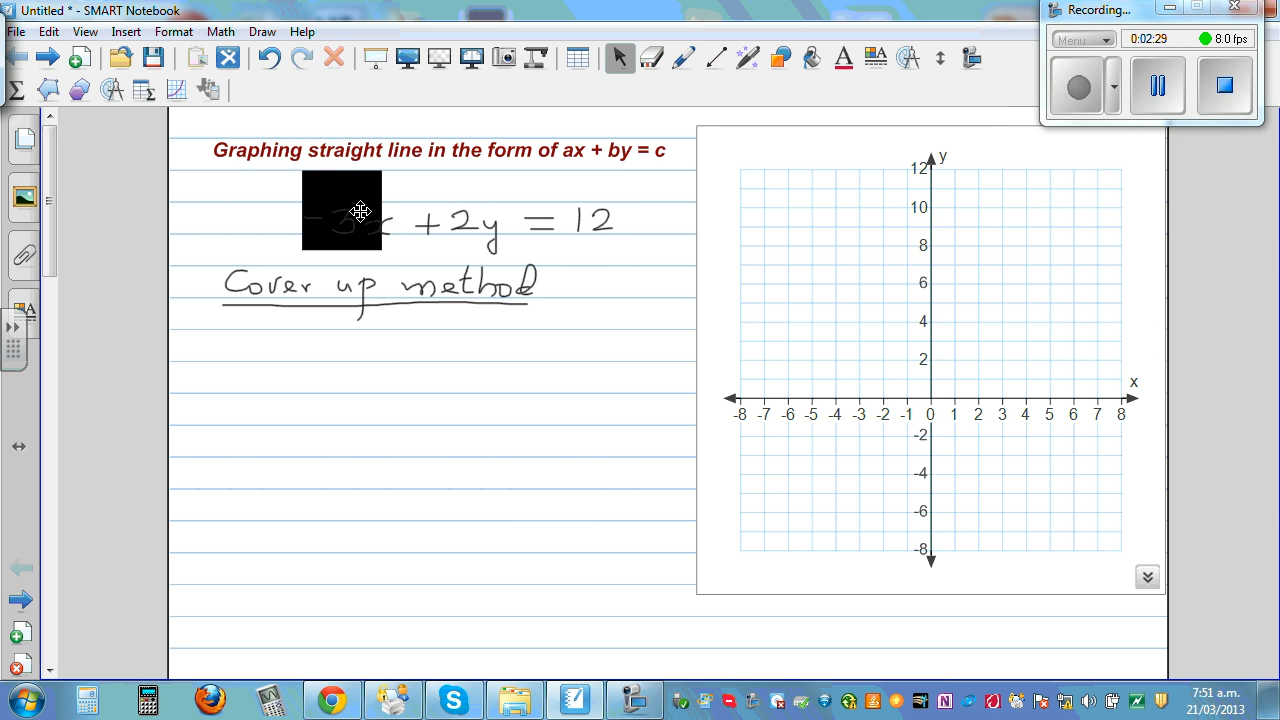 Untitled * - SMART Notebook
File Edit View Insert Format Math Draw Help
Recording...
Menu 0:02:29 8.0 fps
Graphing straight line in the form of ax + by = c
-3x + 2y = 12
Cover up method
y
12
10
8
6
4
2
x
-8 -7 -6 -5 -4 -3 -2 -1 0 1 2 3 4 5 6 7 8
-2
-4
-6
-8
7:51 a.m.
21/03/2013